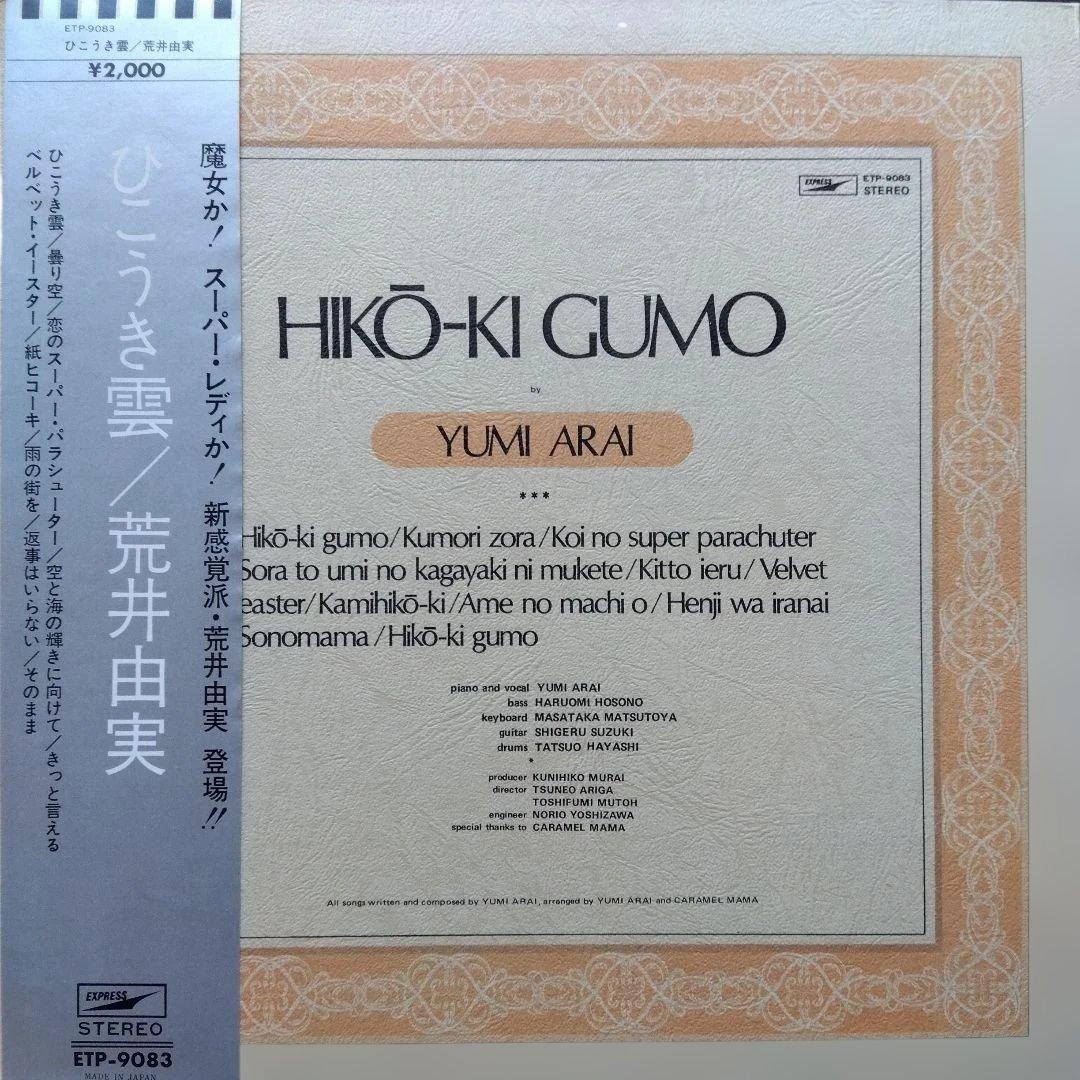 ETP-9083
ひこうき雲／荒井由実
¥2,000
魔女か！ スーパー・レディか！ 新感覚派・荒井由実 登場!!
ひこうき雲／荒井由実
ひこうき雲／曇り空／恋のスーパー・パラシューター／空と海の輝きに向けて／きっと言える
ベルベット・イースター／紙ヒコーキ／雨の街を／返事はいらない／そのまま
EXPRESS
STEREO
ETP-9083
MADE IN JAPAN
EXPRESS
ETP-9083
STEREO
HIKŌ-KI GUMO
by
YUMI ARAI
***
Hikō-ki gumo/Kumori zora/Koi no super parachuter
Sora to umi no kagayaki ni mukete/Kitto ieru/Velvet
easter/Kamihikō-ki/Ame no machi o/Henji wa iranai
Sonomama/Hikō-ki gumo
piano and vocal YUMI ARAI
bass HARUOMI HOSONO
keyboard MASATAKA MATSUTOYA
guitar SHIGERU SUZUKI
drums TATSUO HAYASHI
*
producer KUNIHIKO MURAI
director TSUNEO ARIGA
TOSHIFUMI MUTOH
engineer NORIO YOSHIZAWA
special thanks to CARAMEL MAMA
All songs written and composed by YUMI ARAI, arranged by YUMI ARAI and CARAMEL MAMA